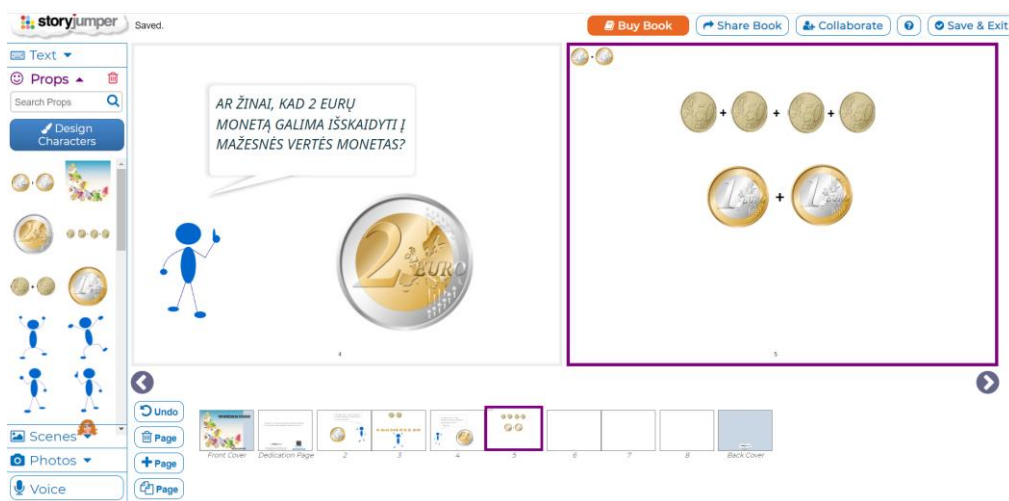 storyjumper
Saved.
Buy Book
Share Book
Collaborate
?
Save & Exit
Text
Props
Search Props
Design
Characters
Scenes
Photos
Voice
AR ŽINAI, KAD 2 EURŲ
MONETĄ GALIMA IŠSKAIDYTI Į
MAŽESNĖS VERTĖS MONETAS?
2 EURO
4
+ + +
1 EURO + 1 EURO
5
Undo
Page
+ Page
Page
Front Cover
Dedication Page
2
3
4
5
6
7
8
Back Cover